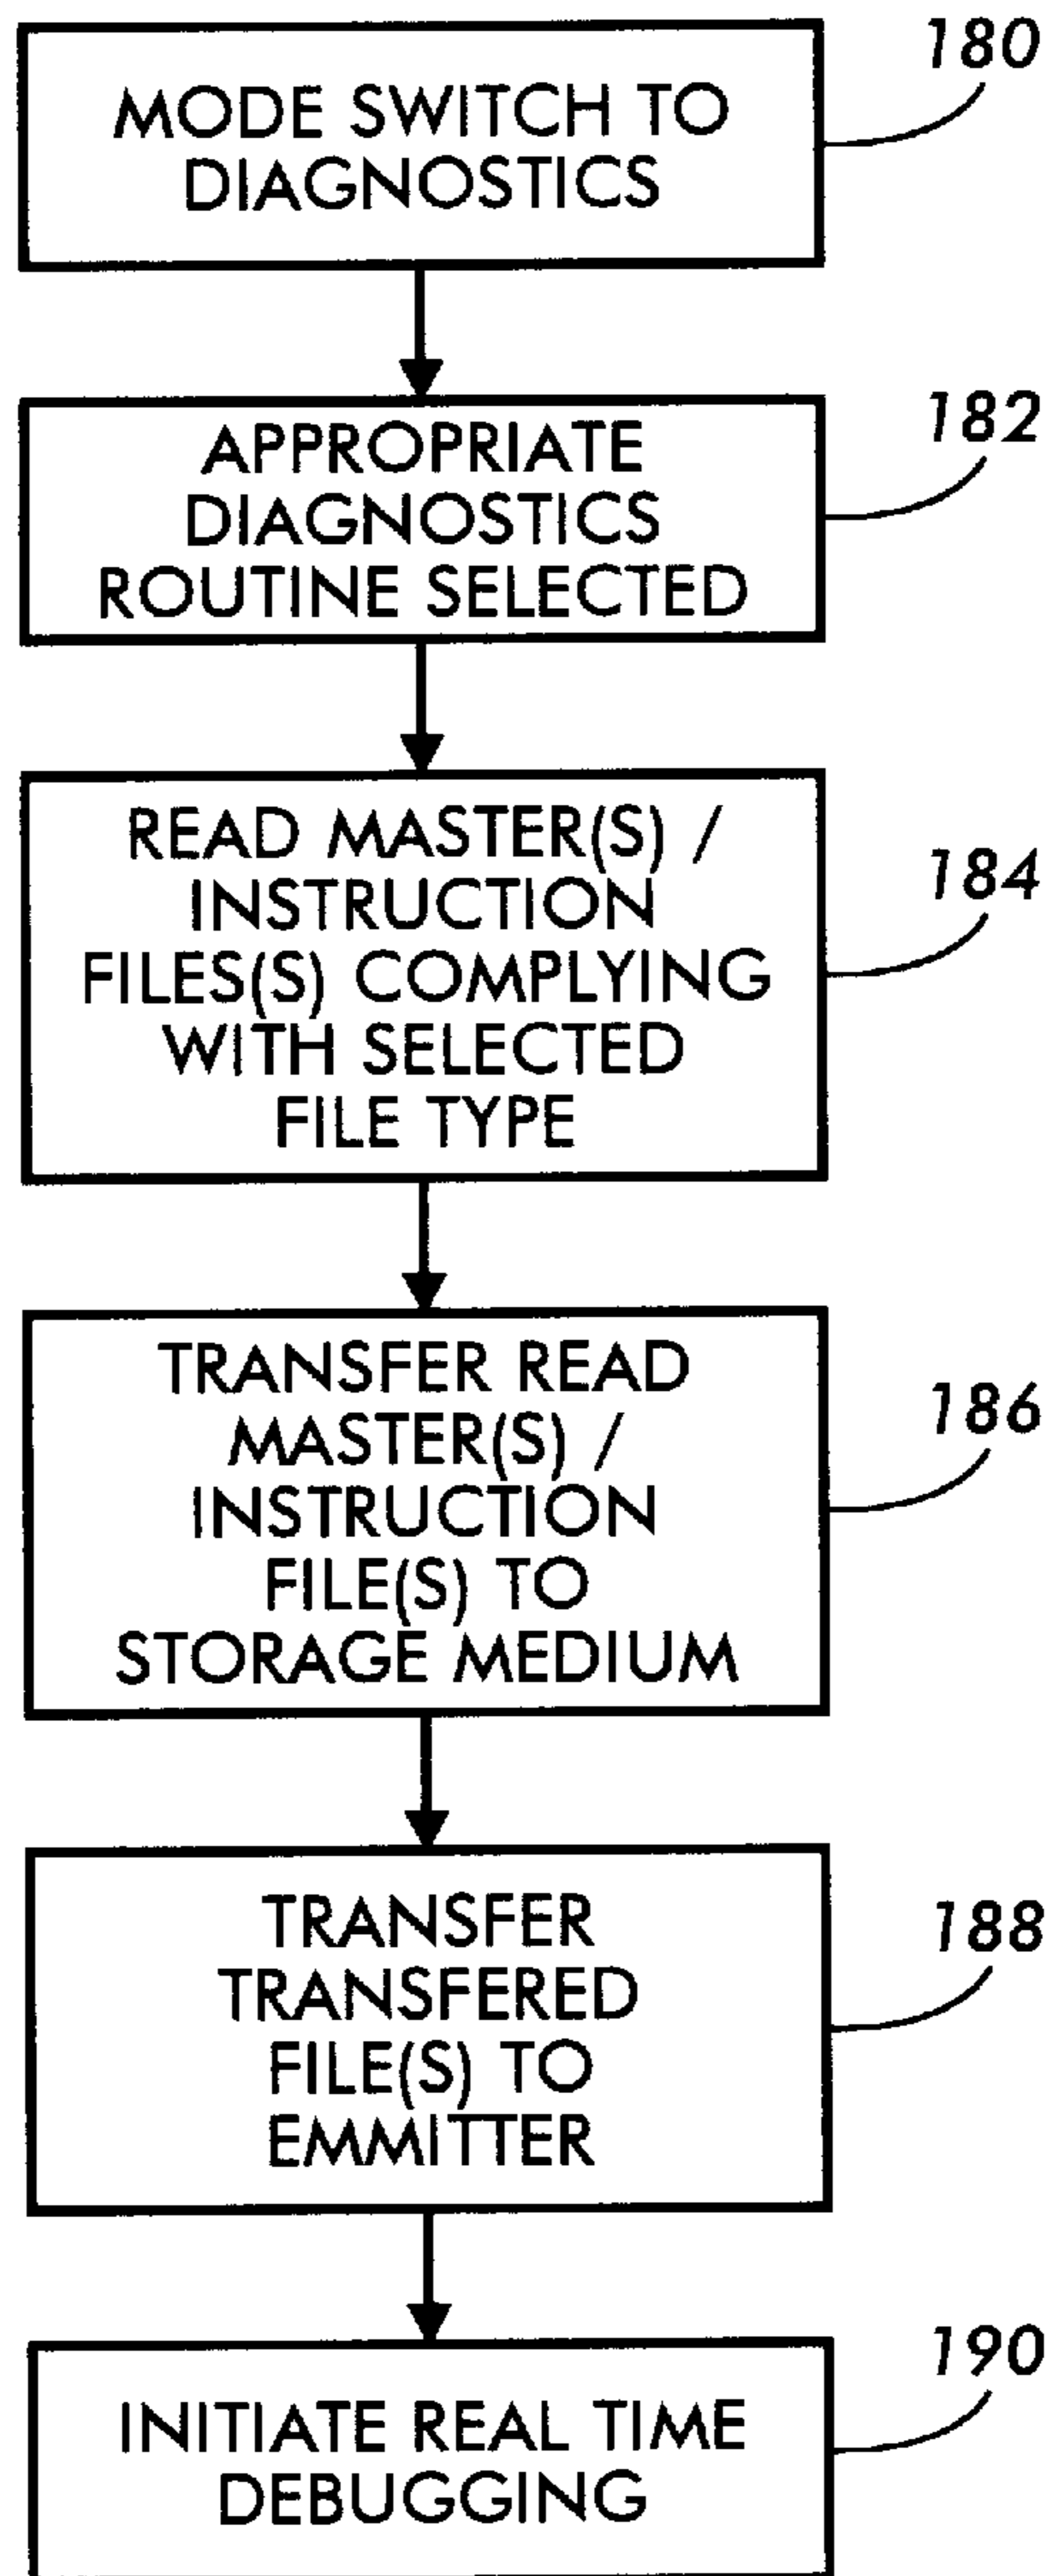 180
MODE SWITCH TO
DIAGNOSTICS
182
APPROPRIATE
DIAGNOSTICS
ROUTINE SELECTED
184
READ MASTER(S) /
INSTRUCTION
FILES(S) COMPLYING
WITH SELECTED
FILE TYPE
186
TRANSFER READ
MASTER(S) /
INSTRUCTION
FILE(S) TO
STORAGE MEDIUM
188
TRANSFER
TRANSFERED
FILE(S) TO
EMMITTER
190
INITIATE REAL TIME
DEBUGGING